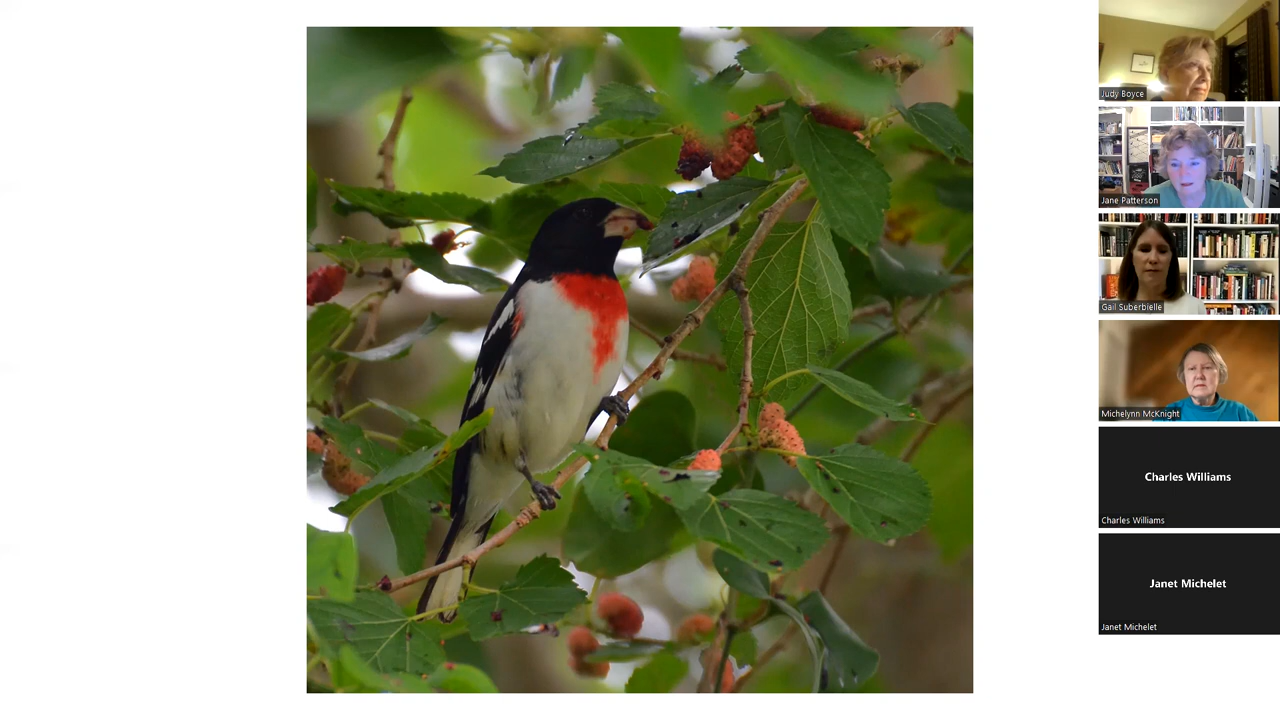 Judy Boyce
Jane Patterson
Gail Suberbielle
Michelynn McKnight
Charles Williams
Charles Williams
Janet Michelet
Janet Michelet